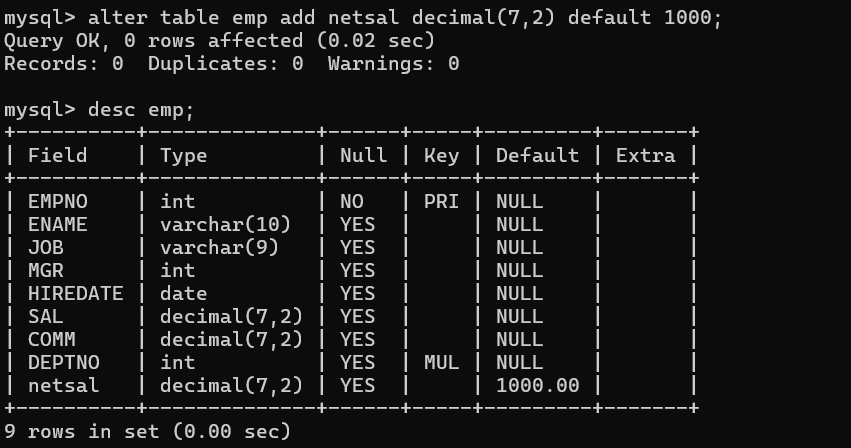 mysql> alter table emp add netsal decimal(7,2) default 1000;
Query OK, 0 rows affected (0.02 sec)
Records: 0  Duplicates: 0  Warnings: 0

mysql> desc emp;
+----------+--------------+------+-----+---------+-------+
| Field    | Type         | Null | Key | Default | Extra |
+----------+--------------+------+-----+---------+-------+
| EMPNO    | int          | NO   | PRI | NULL    |       |
| ENAME    | varchar(10)  | YES  |     | NULL    |       |
| JOB      | varchar(9)   | YES  |     | NULL    |       |
| MGR      | int          | YES  |     | NULL    |       |
| HIREDATE | date         | YES  |     | NULL    |       |
| SAL      | decimal(7,2) | YES  |     | NULL    |       |
| COMM     | decimal(7,2) | YES  |     | NULL    |       |
| DEPTNO   | int          | YES  | MUL | NULL    |       |
| netsal   | decimal(7,2) | YES  |     | 1000.00 |       |
+----------+--------------+------+-----+---------+-------+
9 rows in set (0.00 sec)